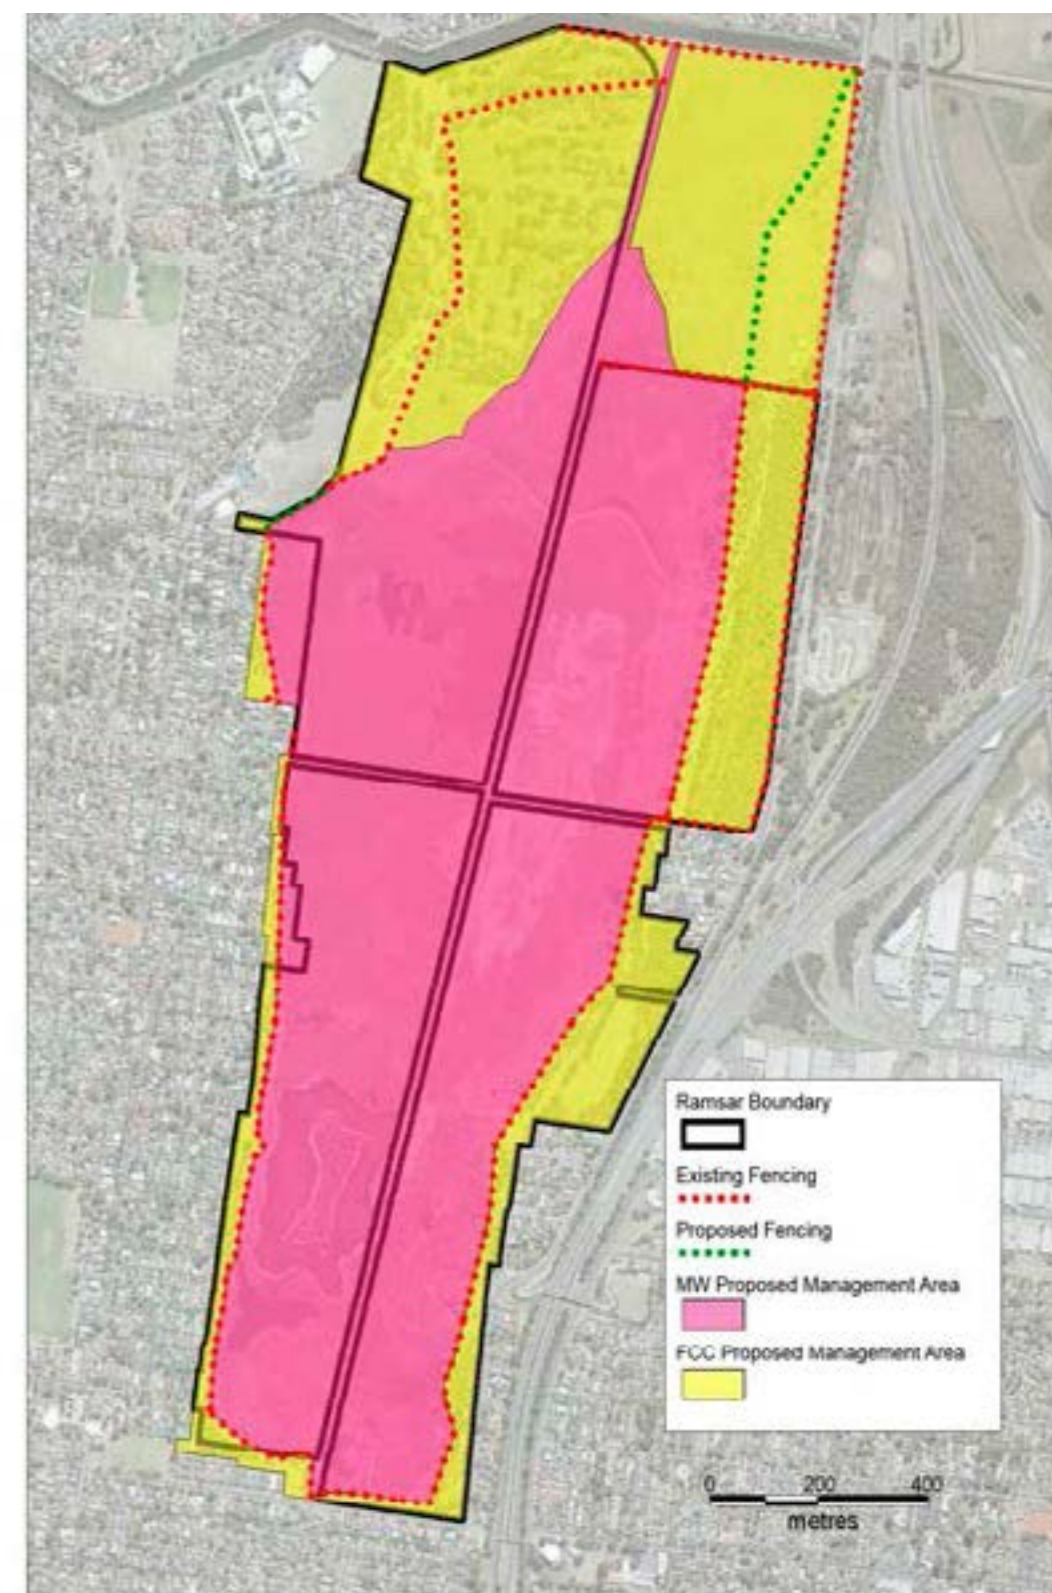 Ramsar Boundary
Existing Fencing
Proposed Fencing
MW Proposed Management Area
FCC Proposed Management Area
0 200 400
metres